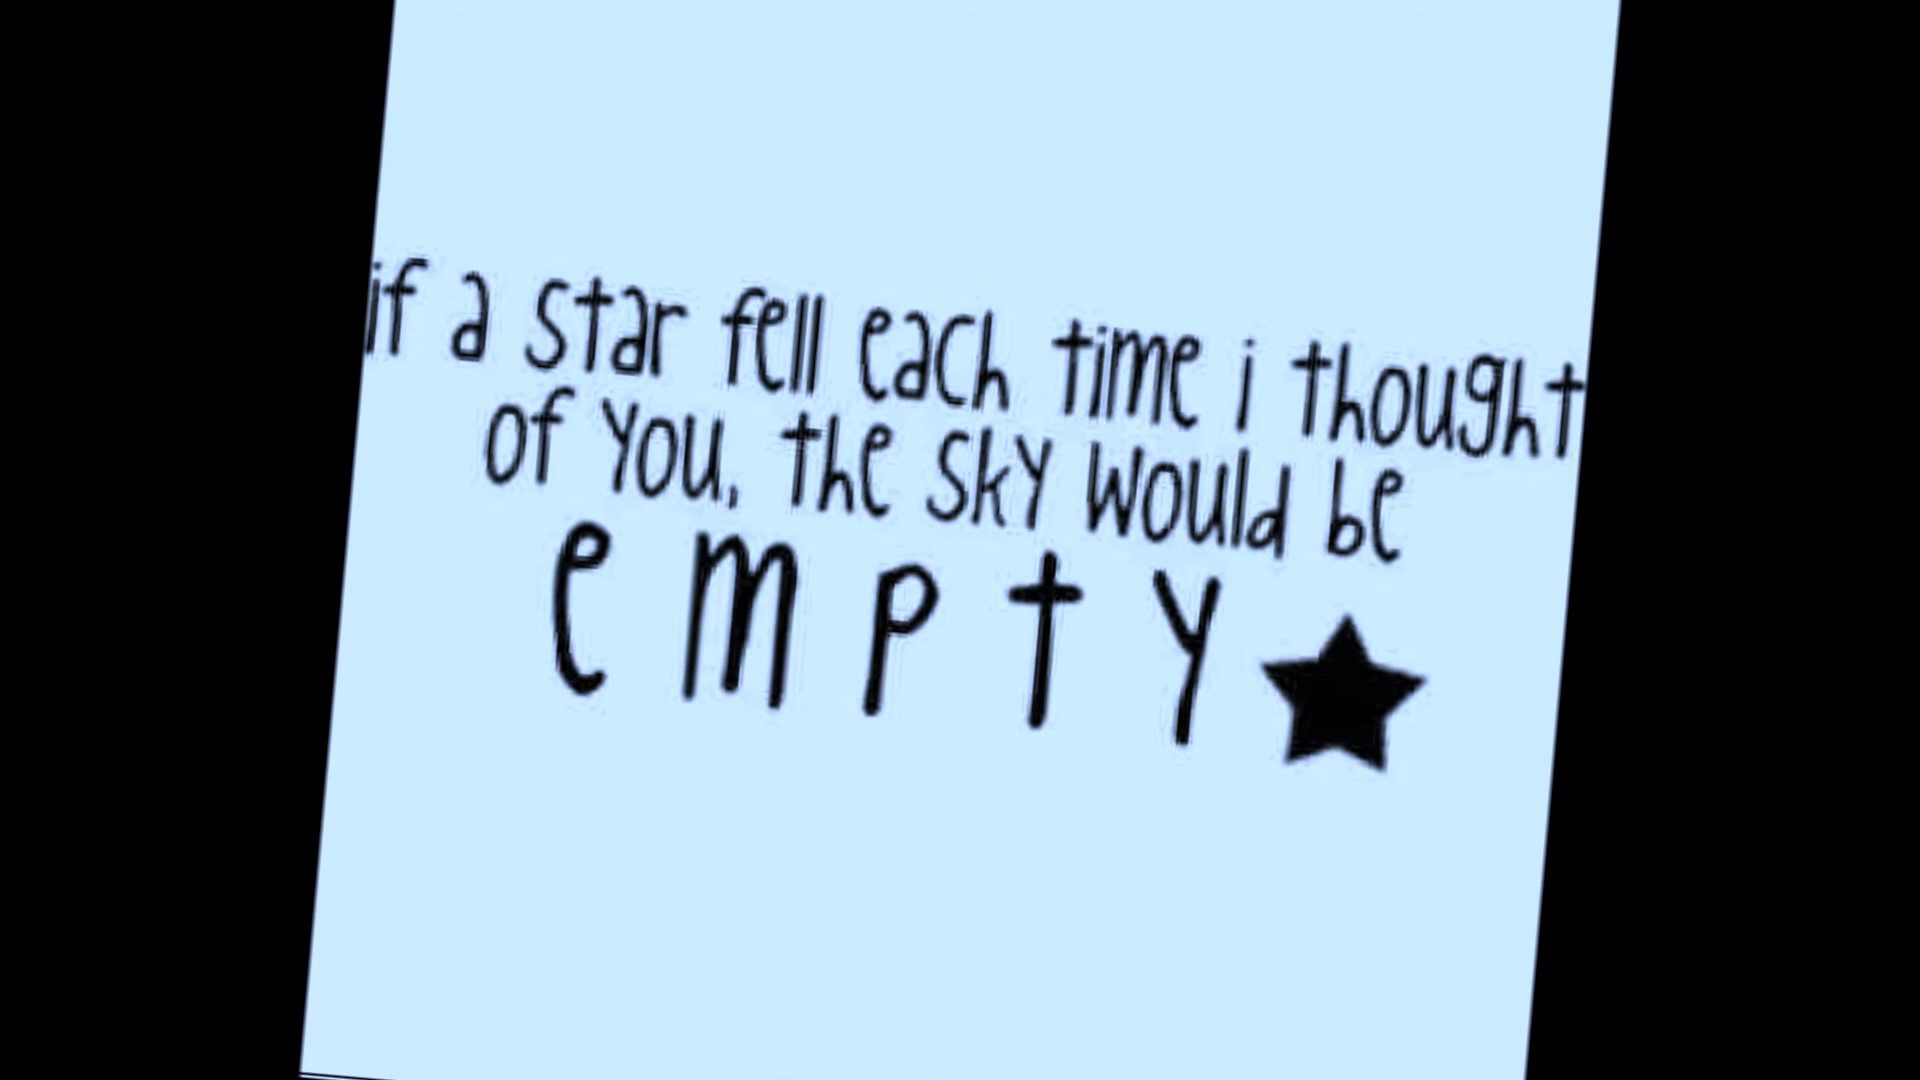 if a star fell each time i thought
of you, the sky would be
empty